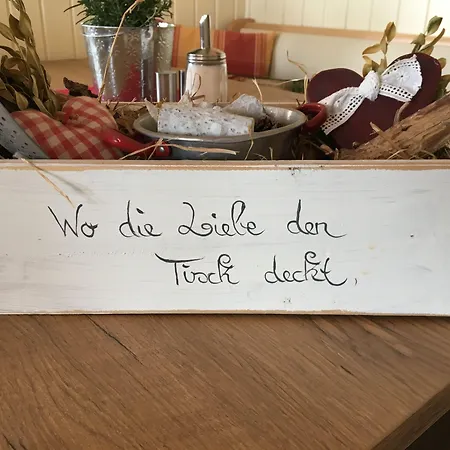 Wo die Liebe den
Tisch deckt,